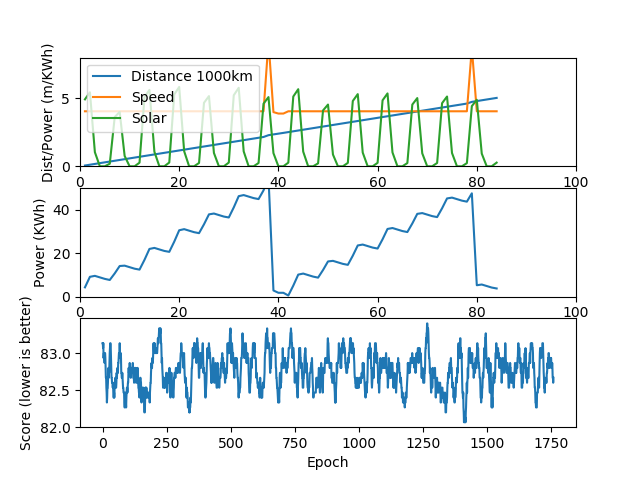 Dist/Power (m/KWh)
Distance 1000km
Speed
Solar
5
0
0 20 40 60 80 100
Power (KWh)
40
20
0
0 20 40 60 80 100
Score (lower is better)
83.0
82.5
82.0
0 250 500 750 1000 1250 1500 1750
Epoch